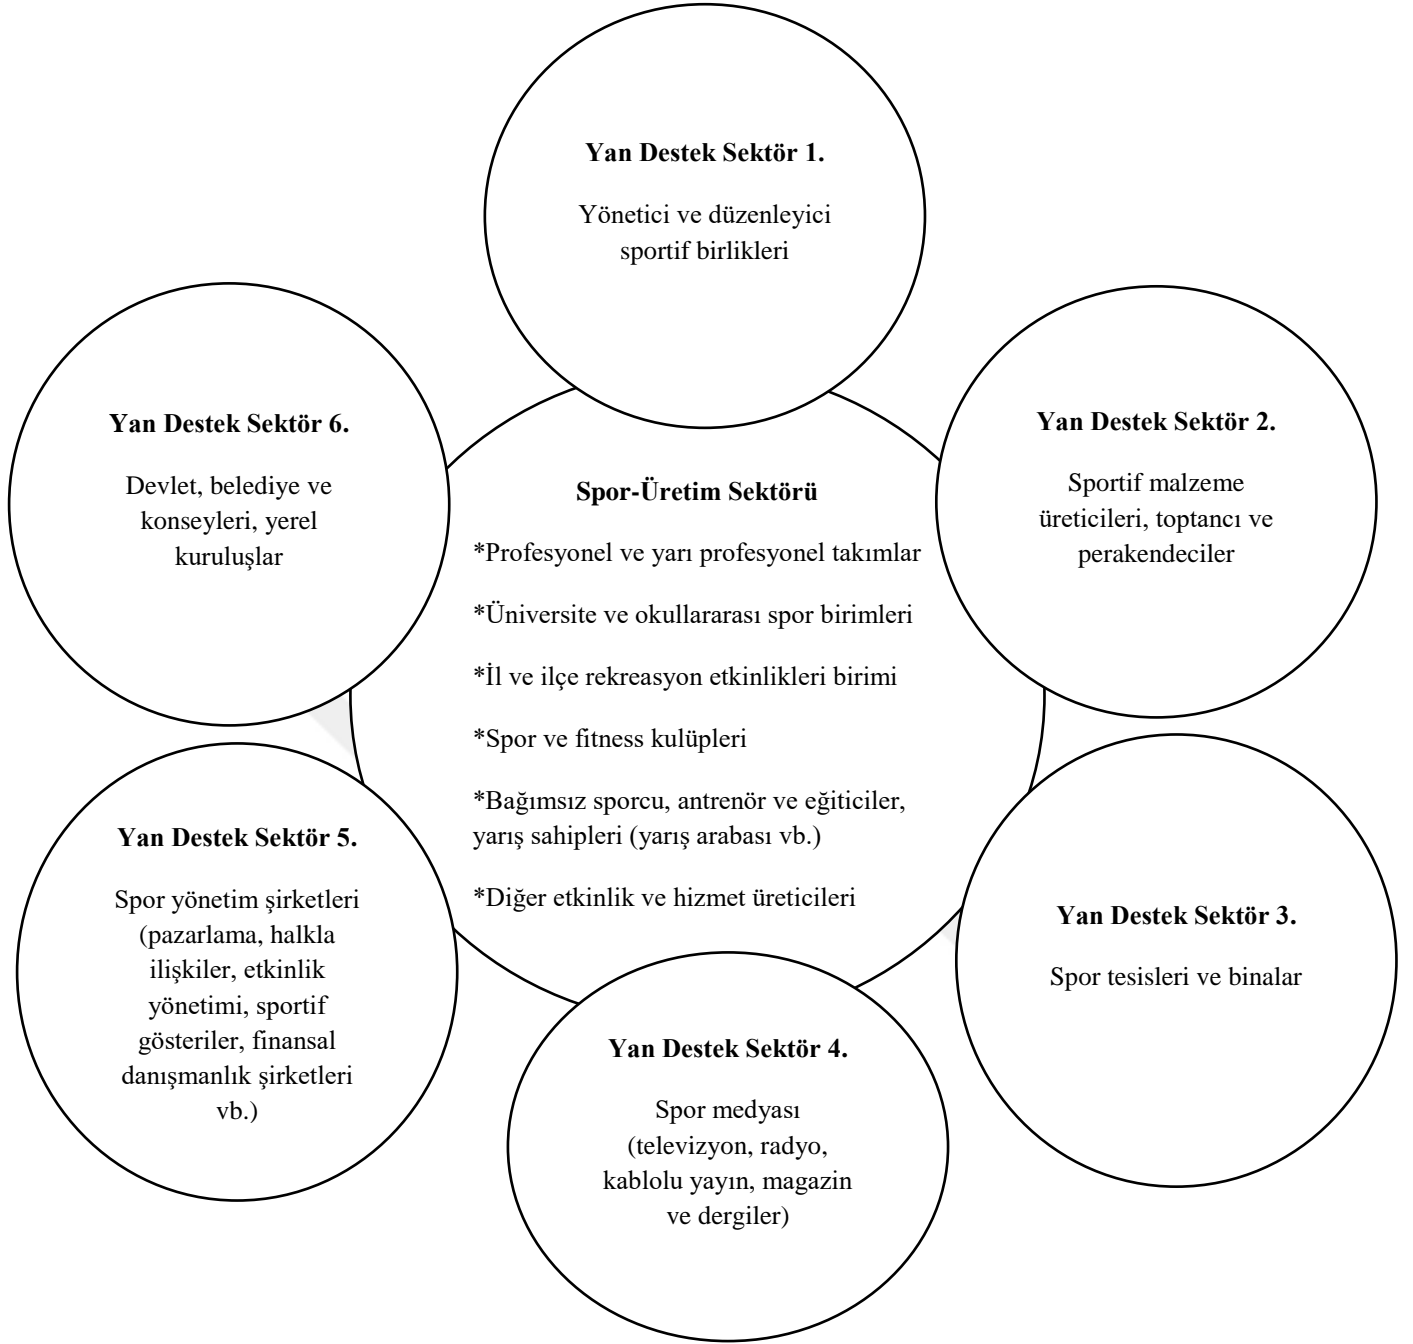 Yan Destek Sektör 1.
Yönetici ve düzenleyici
sportif birlikleri
Yan Destek Sektör 2.
Sportif malzeme
üreticileri, toptancı ve
perakendeciler
Yan Destek Sektör 6.
Devlet, belediye ve
konseyleri, yerel
kuruluşlar
Spor-Üretim Sektörü
*Profesyonel ve yarı profesyonel takımlar
*Üniversite ve okullararası spor birimleri
*İl ve ilçe rekreasyon etkinlikleri birimi
*Spor ve fitness kulüpleri
*Bağımsız sporcu, antrenör ve eğiticiler,
yarış sahipleri (yarış arabası vb.)
*Diğer etkinlik ve hizmet üreticileri
Yan Destek Sektör 5.
Spor yönetim şirketleri
(pazarlama, halkla
ilişkiler, etkinlik
yönetimi, sportif
gösteriler, finansal
danışmanlık şirketleri
vb.)
Yan Destek Sektör 3.
Spor tesisleri ve binalar
Yan Destek Sektör 4.
Spor medyası
(televizyon, radyo,
kablolu yayın, magazin
ve dergiler)